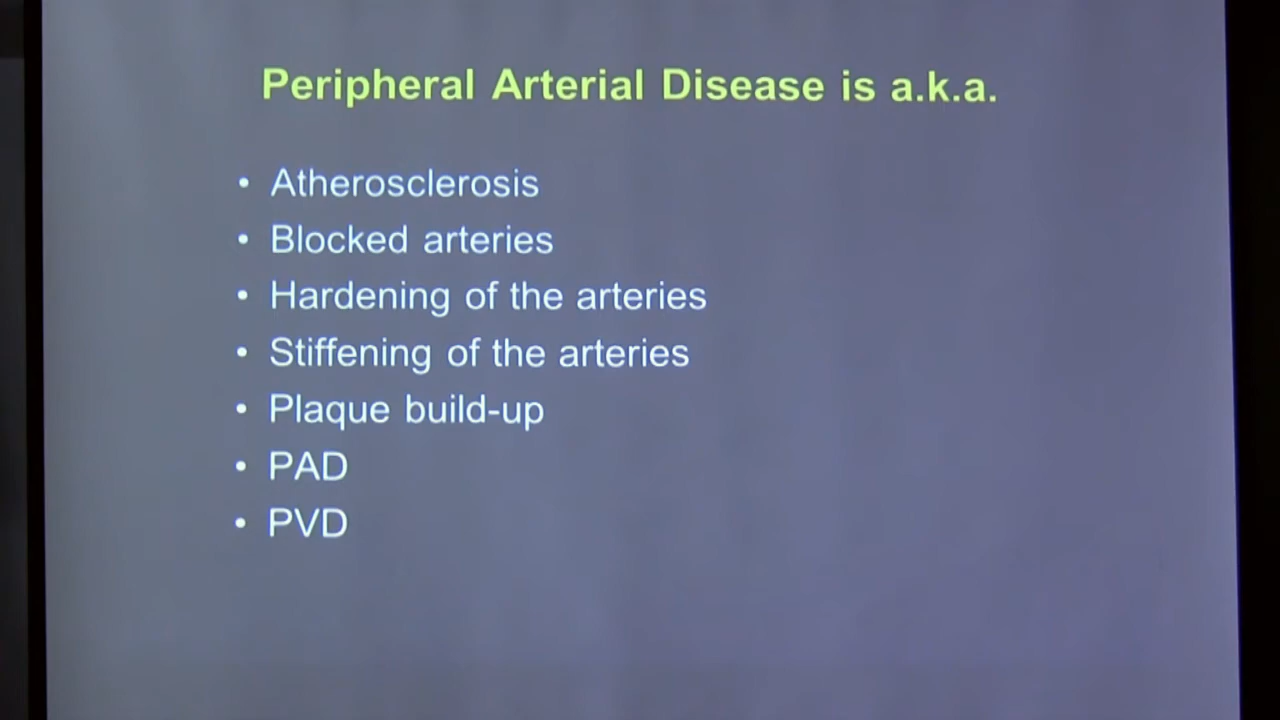 Peripheral Arterial Disease is a.k.a.
• Atherosclerosis
• Blocked arteries
• Hardening of the arteries
• Stiffening of the arteries
• Plaque build-up
• PAD
• PVD